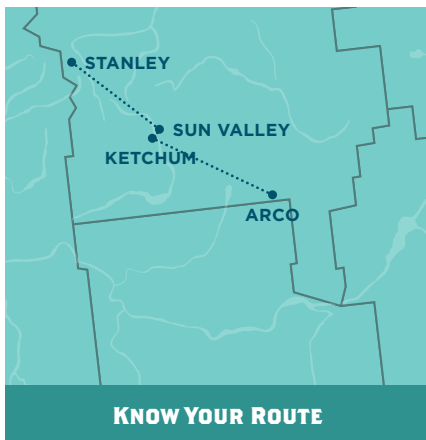 STANLEY
SUN VALLEY
KETCHUM
ARCO
KNOW YOUR ROUTE